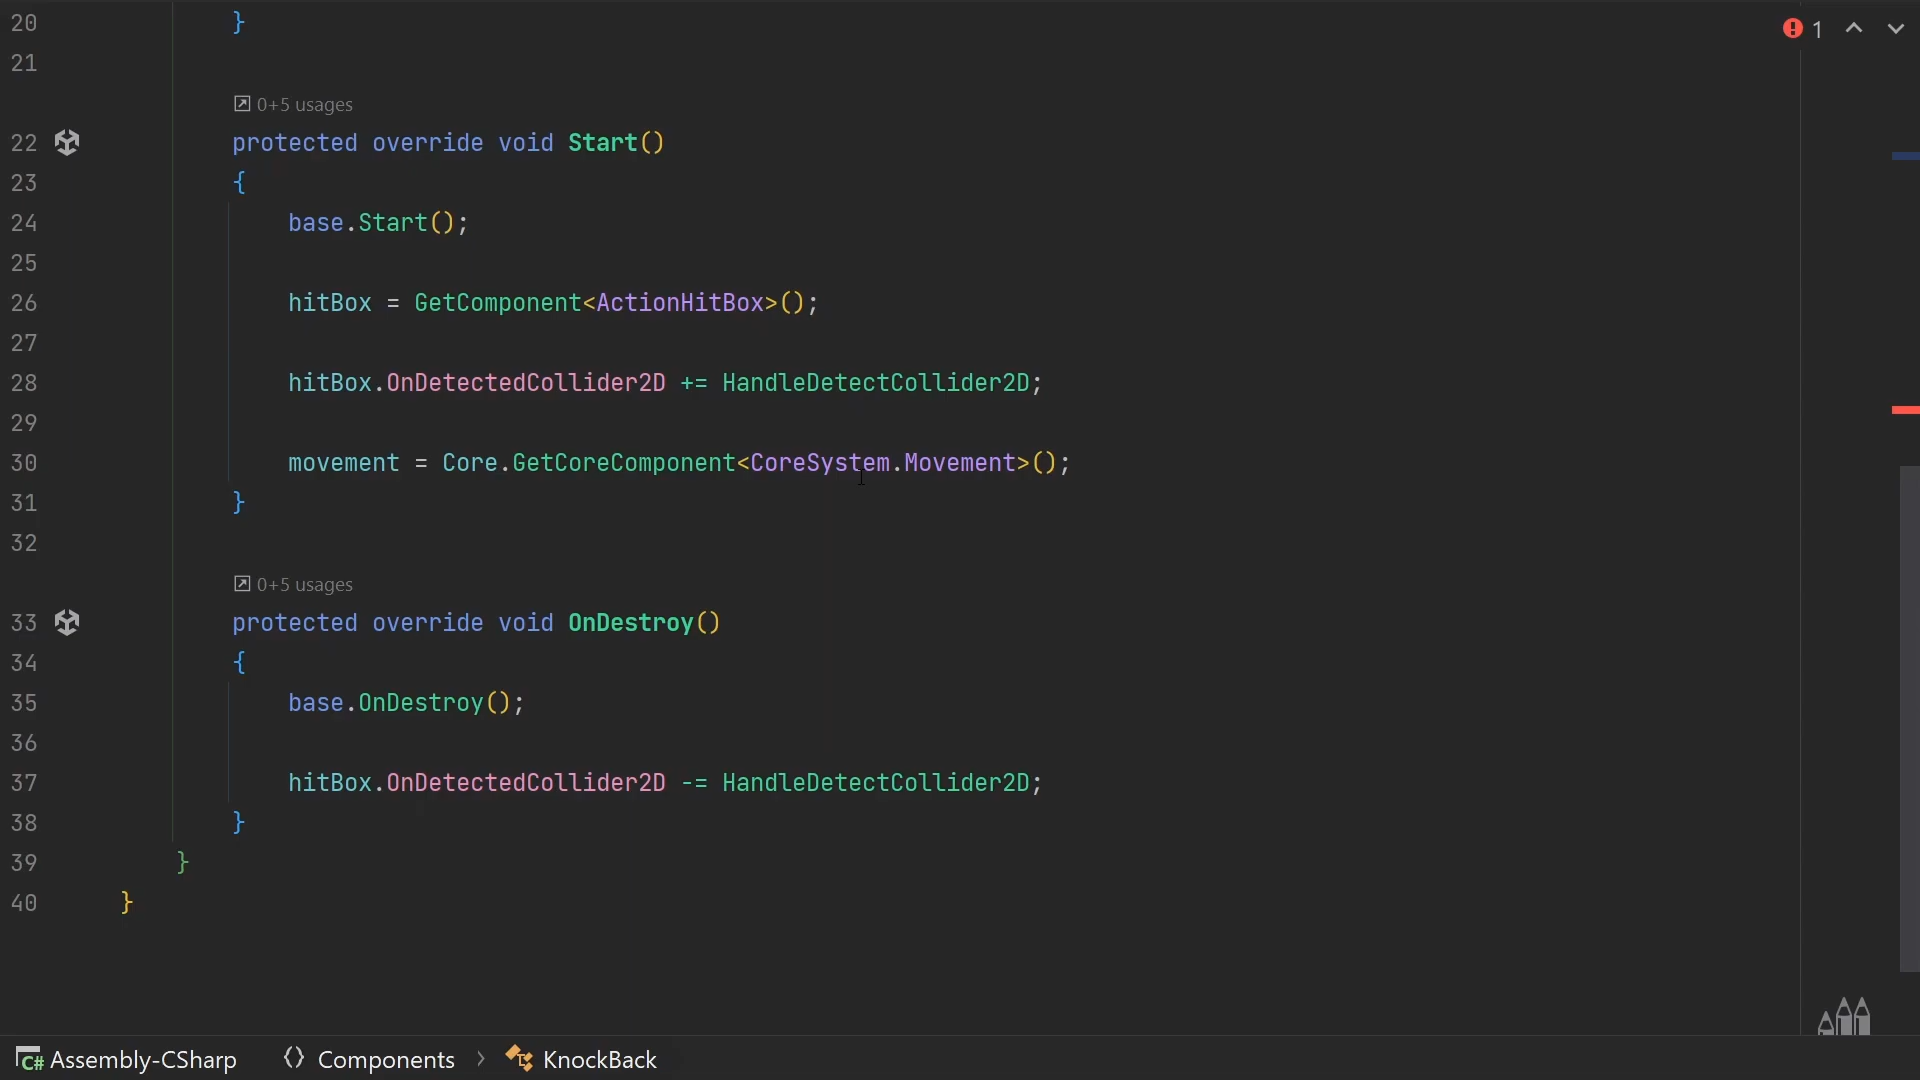 20 }
1
21
0+5 usages
22 protected override void Start()
23 {
24 base.Start();
25
26 hitBox = GetComponent<ActionHitBox>();
27
28 hitBox.OnDetectedCollider2D += HandleDetectCollider2D;
29
30 movement = Core.GetCoreComponent<CoreSystem.Movement>();
31 }
32
0+5 usages
33 protected override void OnDestroy()
34 {
35 base.OnDestroy();
36
37 hitBox.OnDetectedCollider2D -= HandleDetectCollider2D;
38 }
39 }
40 }
C# Assembly-CSharp {} Components > KnockBack